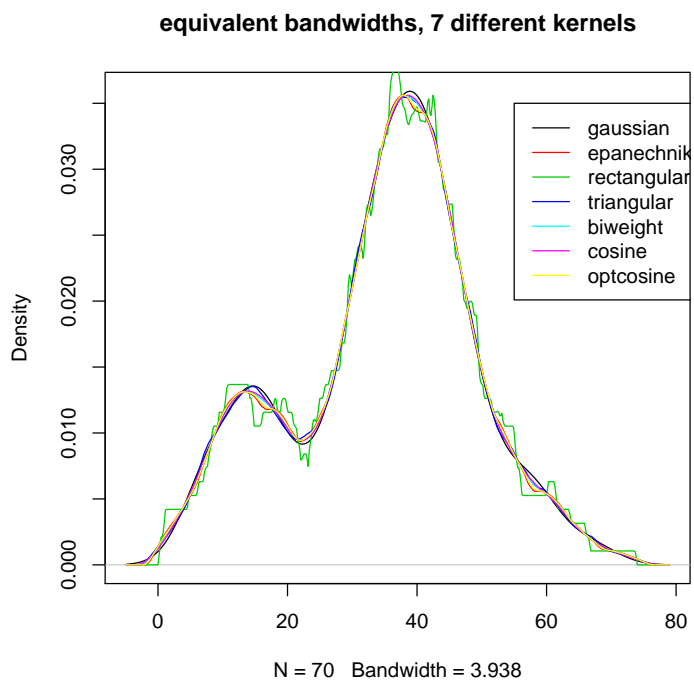 equivalent bandwidths, 7 different kernels
gaussian
epanechnik
rectangular
triangular
biweight
cosine
optcosine
Density
0.030
0.020
0.010
0.000
0 20 40 60 80
N = 70 Bandwidth = 3.938